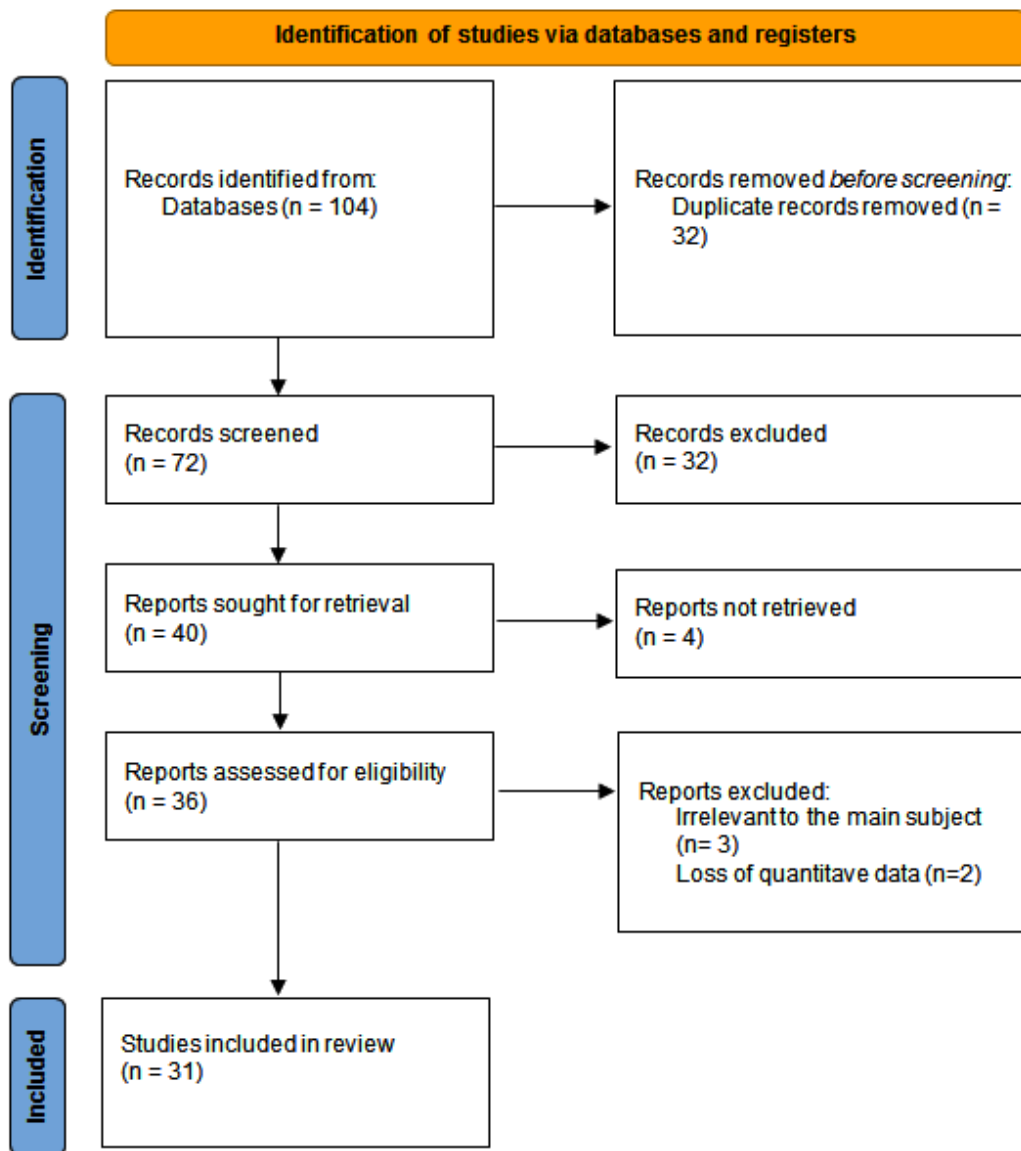 Identification of studies via databases and registers
Identification
Records identified from:
Databases (n = 104)
Records removed before screening:
Duplicate records removed (n =
32)
Screening
Records screened
(n = 72)
Records excluded
(n = 32)
Reports sought for retrieval
(n = 40)
Reports not retrieved
(n = 4)
Reports assessed for eligibility
(n = 36)
Reports excluded:
Irrelevant to the main subject
(n= 3)
Loss of quantitave data (n=2)
Included
Studies included in review
(n = 31)